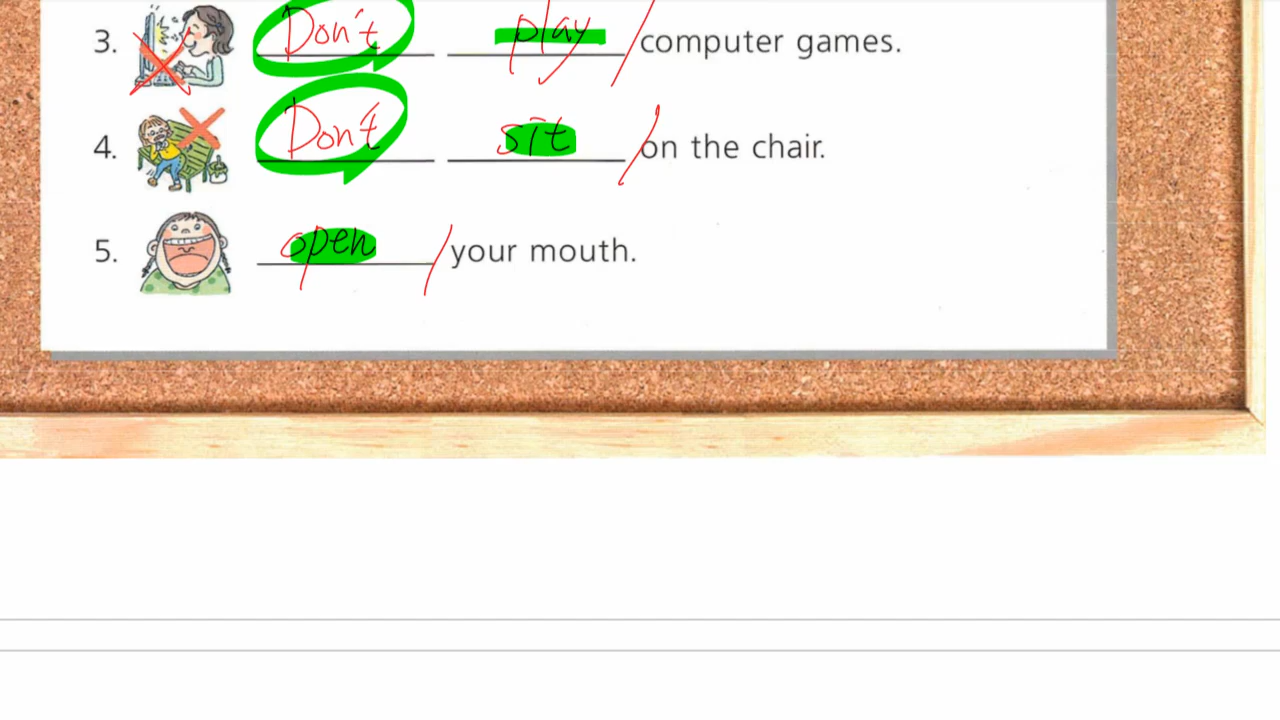 3. Don't play / computer games.
4. Don't sit / on the chair.
5. open / your mouth.